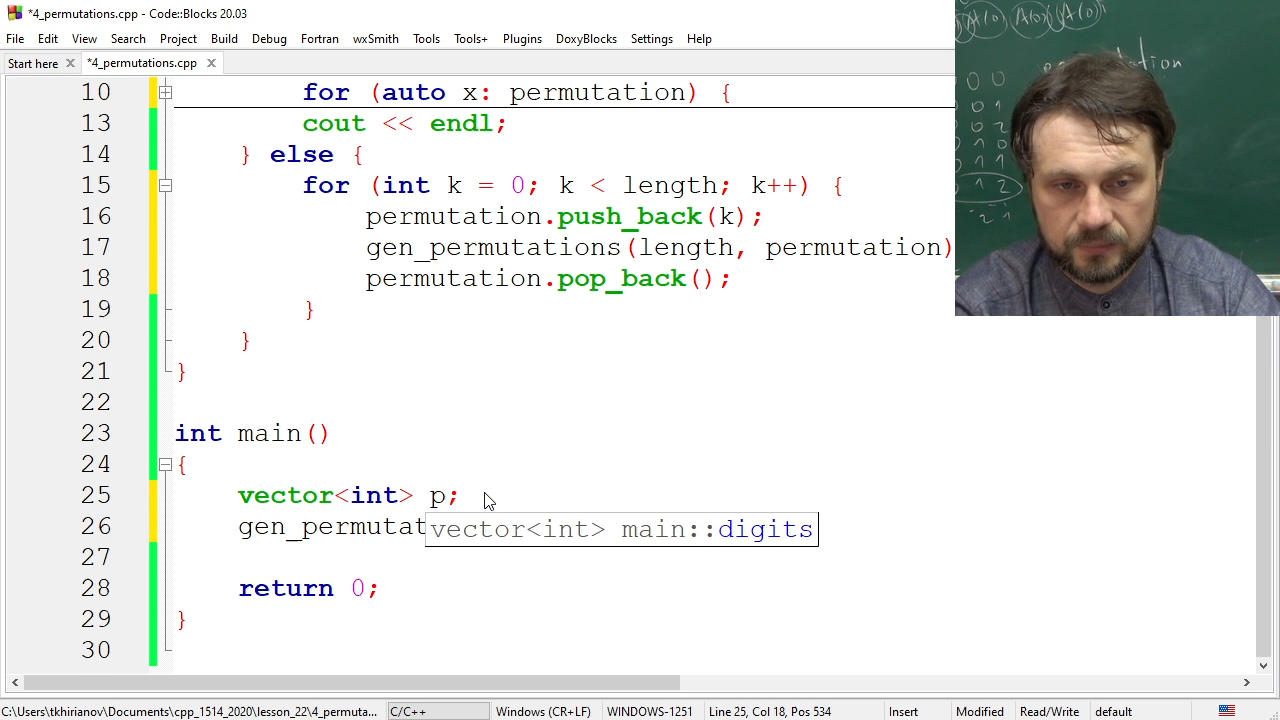 *4_permutations.cpp - Code::Blocks 20.03
File Edit View Search Project Build Debug Fortran wxSmith Tools Tools+ Plugins DoxyBlocks Settings Help
Start here *4_permutations.cpp
10 for (auto x: permutation) {
13 cout << endl;
14 } else {
15 for (int k = 0; k < length; k++) {
16 permutation.push_back(k);
17 gen_permutations(length, permutation)
18 permutation.pop_back();
19 }
20 }
21 }
22
23 int main()
24 {
25 vector<int> p;
26 gen_permutat
vector<int> main::digits
27
28 return 0;
29 }
30
C:\Users\tkhirianov\Documents\cpp_1514_2020\lesson_22\4_permuta... C/C++ Windows (CR+LF) WINDOWS-1251 Line 25, Col 18, Pos 534 Insert Modified Read/Write default